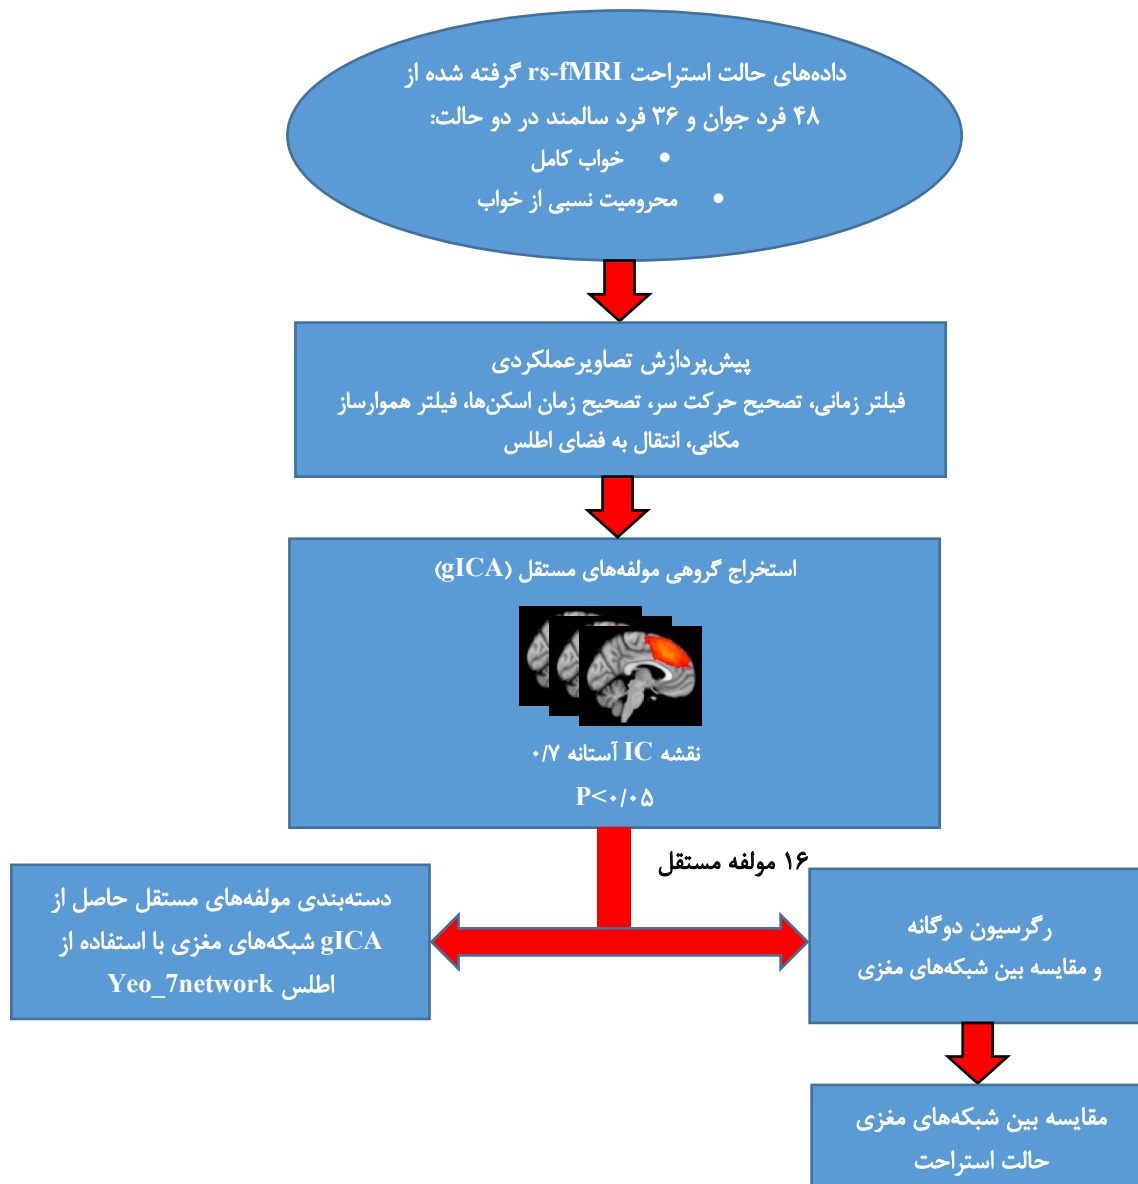 داده‌های حالت استراحت rs-fMRI گرفته شده از
۴۸ فرد جوان و ۳۶ فرد سالمند در دو حالت:
• خواب کامل
• محرومیت نسبی از خواب
پیش‌پردازش تصاویرعملکردی
فیلتر زمانی، تصحیح حرکت سر، تصحیح زمان اسکن‌ها، فیلتر هموارساز
مکانی، انتقال به فضای اطلس
استخراج گروهی مولفه‌های مستقل (gICA)
نقشه IC آستانه ۰/۷
P<۰/۰۵
۱۶ مولفه مستقل
رگرسیون دوگانه
و مقایسه بین شبکه‌های مغزی
دسته‌بندی مولفه‌های مستقل حاصل از
gICA شبکه‌های مغزی با استفاده از
اطلس Yeo_7network
مقایسه بین شبکه‌های مغزی
حالت استراحت